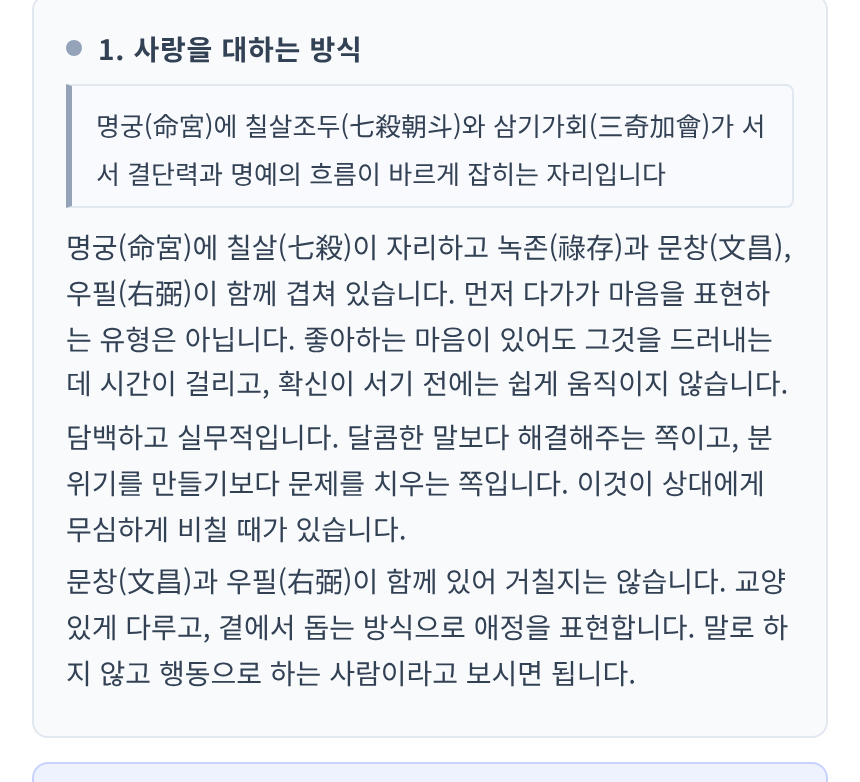 1. 사랑을 대하는 방식
명궁(命宮)에 칠살조두(七殺朝斗)와 삼기가회(三奇加會)가 서
서 결단력과 명예의 흐름이 바르게 잡히는 자리입니다
명궁(命宮)에 칠살(七殺)이 자리하고 녹존(祿存)과 문창(文昌),
우필(右弼)이 함께 겹쳐 있습니다. 먼저 다가가 마음을 표현하
는 유형은 아닙니다. 좋아하는 마음이 있어도 그것을 드러내는
데 시간이 걸리고, 확신이 서기 전에는 쉽게 움직이지 않습니다.
담백하고 실무적입니다. 달콤한 말보다 해결해주는 쪽이고, 분
위기를 만들기보다 문제를 치우는 쪽입니다. 이것이 상대에게
무심하게 비칠 때가 있습니다.
문창(文昌)과 우필(右弼)이 함께 있어 거칠지는 않습니다. 교양
있게 다루고, 곁에서 돕는 방식으로 애정을 표현합니다. 말로 하
지 않고 행동으로 하는 사람이라고 보시면 됩니다.